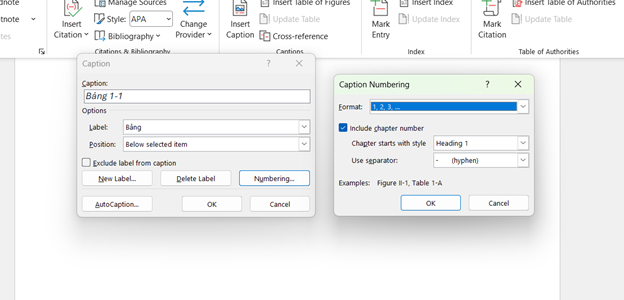 dnote
note
tes
Insert
Citation
Manage Sources
Style: APA
Bibliography
Citations & Bibliography
Change
Provider
Insert
Caption
Insert Table of Figures
Update Table
Cross-reference
Captions
Mark
Entry
Insert Index
Update Index
Index
Mark
Citation
Insert Table of Authorities
Update Table
Table of Authorities
Caption
?
Caption:
Bảng 1-1
Options
Label: Bảng
Position: Below selected item
Exclude label from caption
New Label... Delete Label Numbering...
AutoCaption... OK Cancel
Caption Numbering
?
Format: 1, 2, 3, ...
Include chapter number
Chapter starts with style Heading 1
Use separator: - (hyphen)
Examples: Figure II-1, Table 1-A
OK Cancel